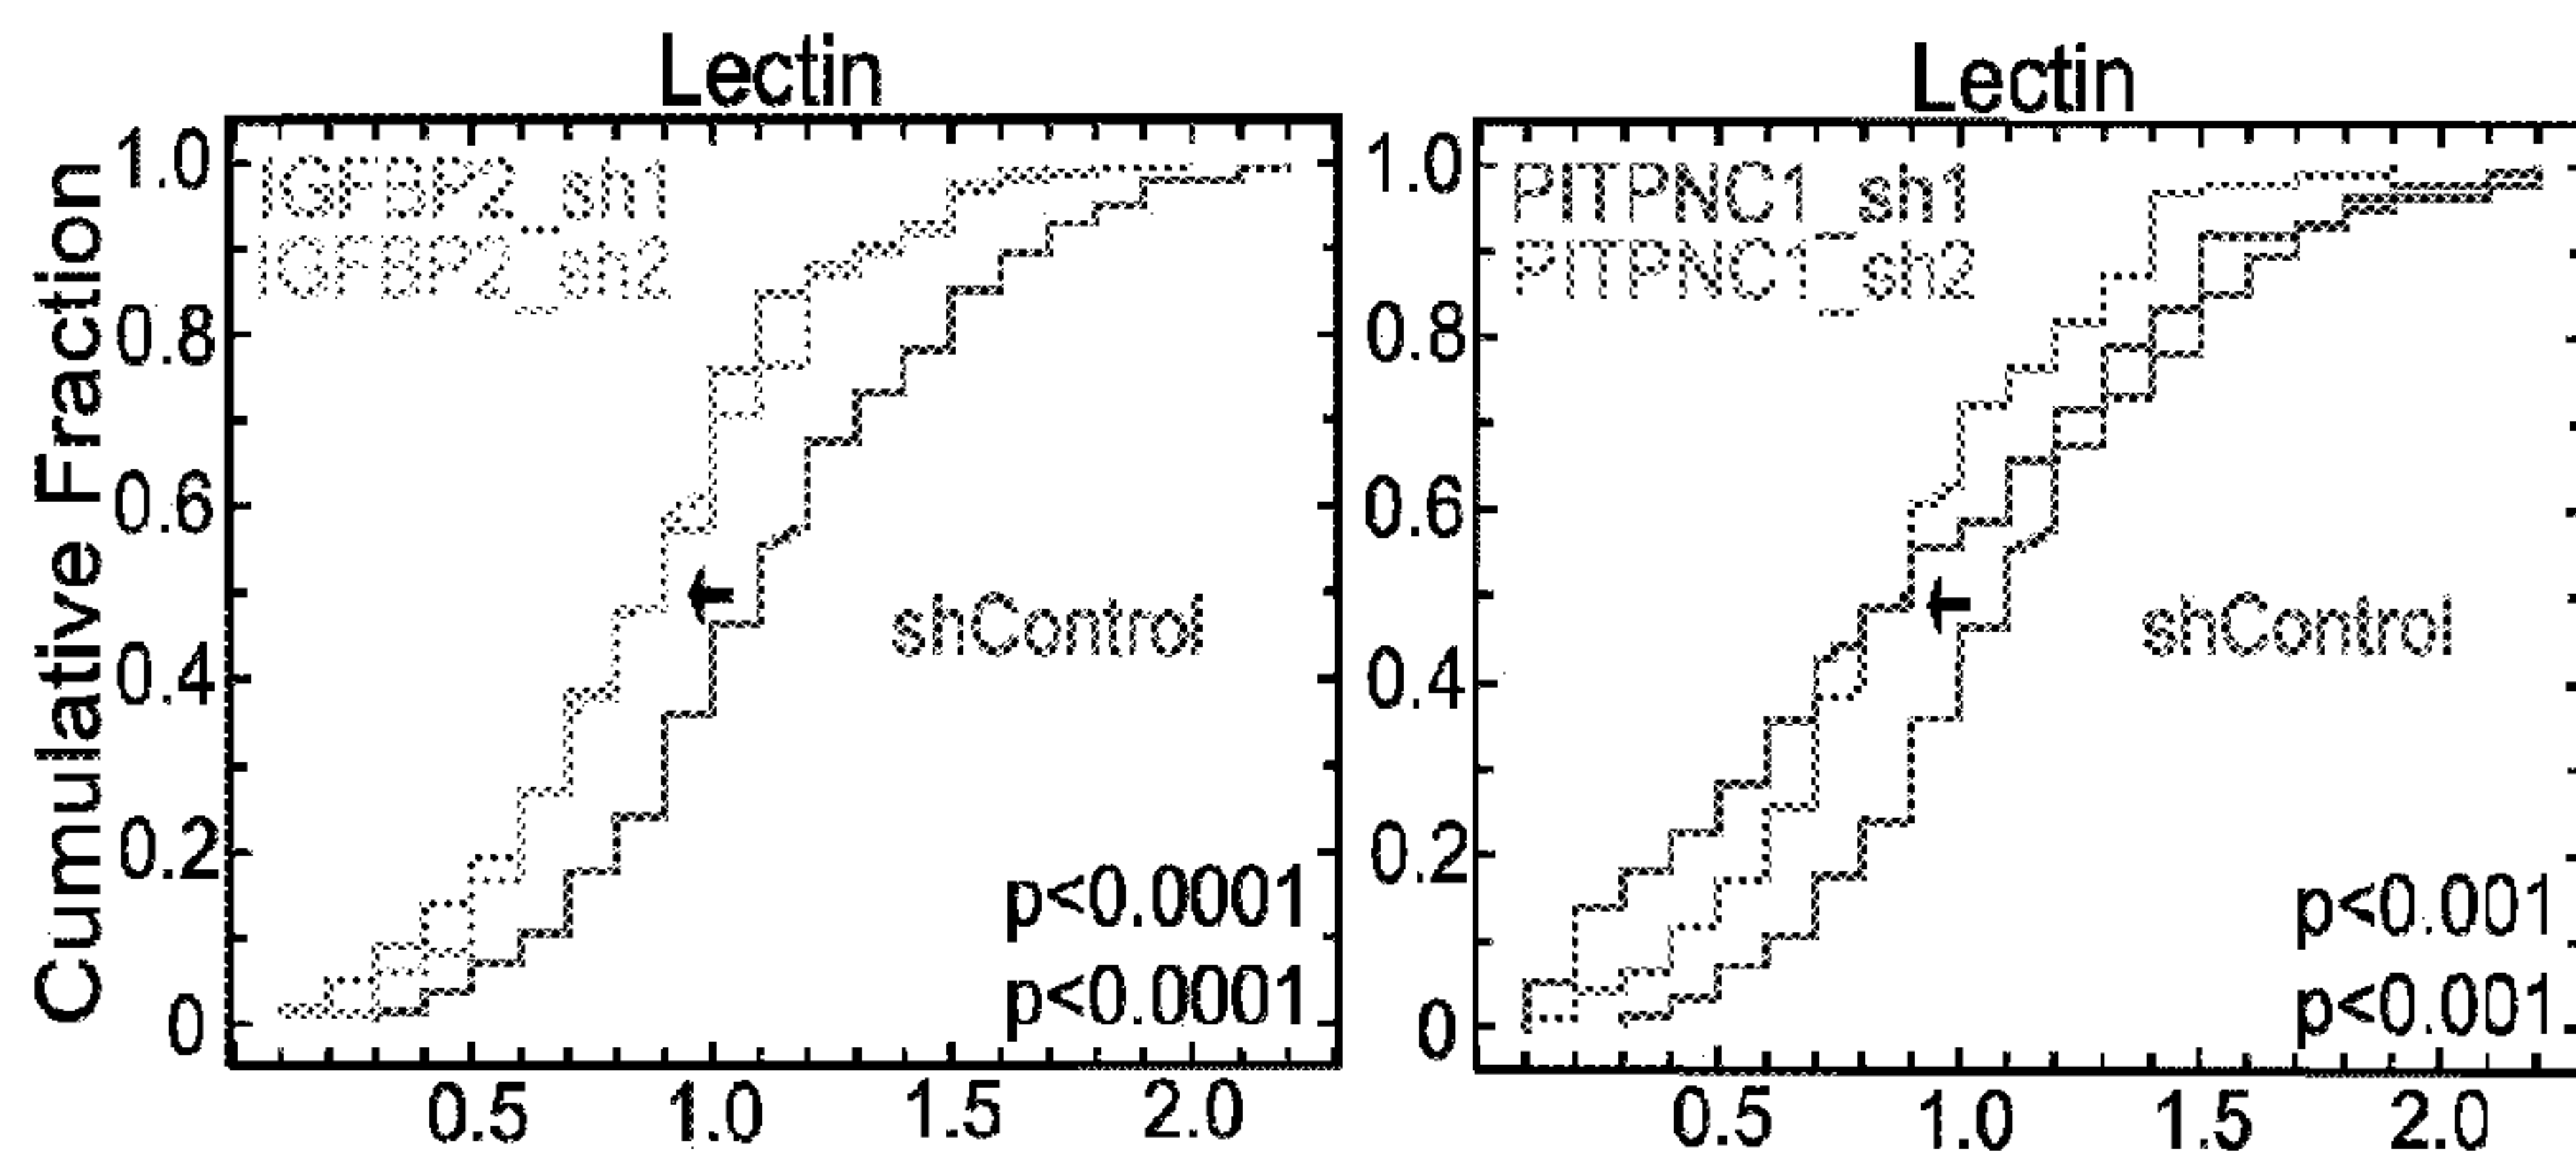 Lectin
Cumulative Fraction
1.0
0.8
0.6
0.4
0.2
0
IGFBP2_sh1
IGFBP2_sh2
shControl
p<0.0001
p<0.0001
0.5 1.0 1.5 2.0
Lectin
1.0
0.8
0.6
0.4
0.2
0
PITPNC1_sh1
PITPNC1_sh2
shControl
p<0.001
p<0.001
0.5 1.0 1.5 2.0